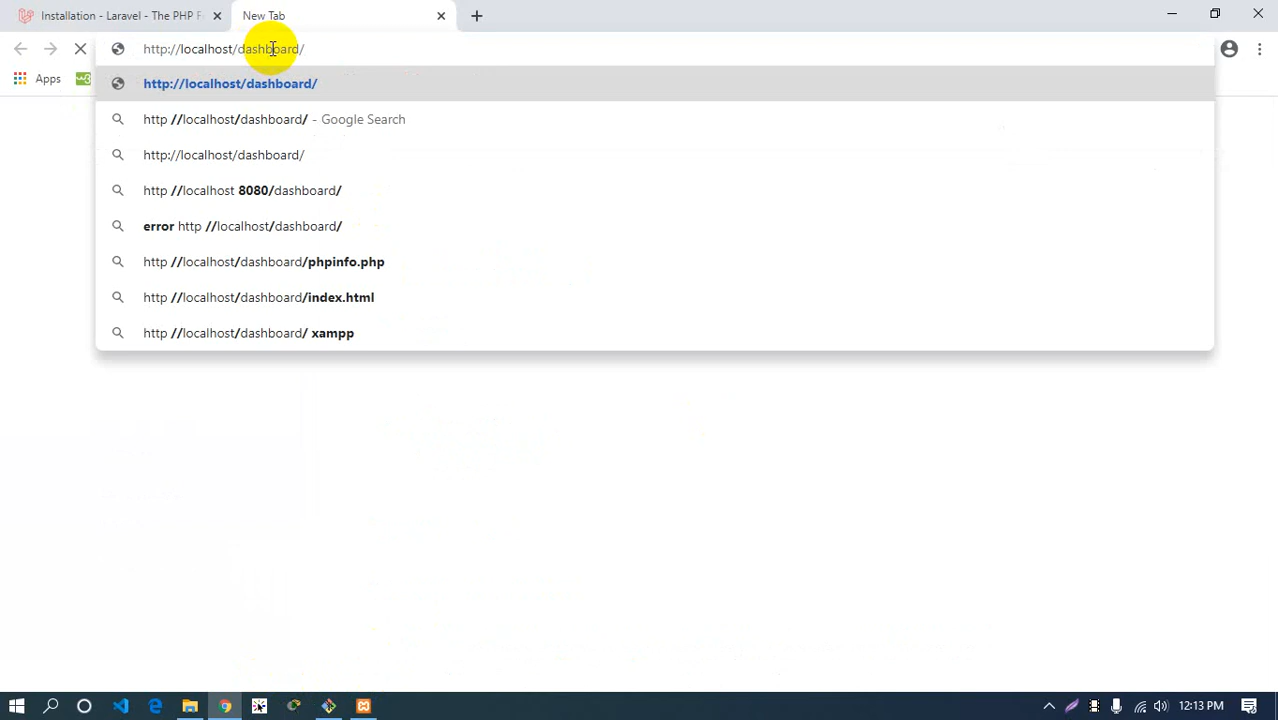 Installation - Laravel - The PHP F
New Tab
http://localhost/dashboard/
Apps
http://localhost/dashboard/
http //localhost/dashboard/ - Google Search
http://localhost/dashboard/
http //localhost 8080/dashboard/
error http //localhost/dashboard/
http //localhost/dashboard/phpinfo.php
http //localhost/dashboard/index.html
http //localhost/dashboard/ xampp
12:13 PM